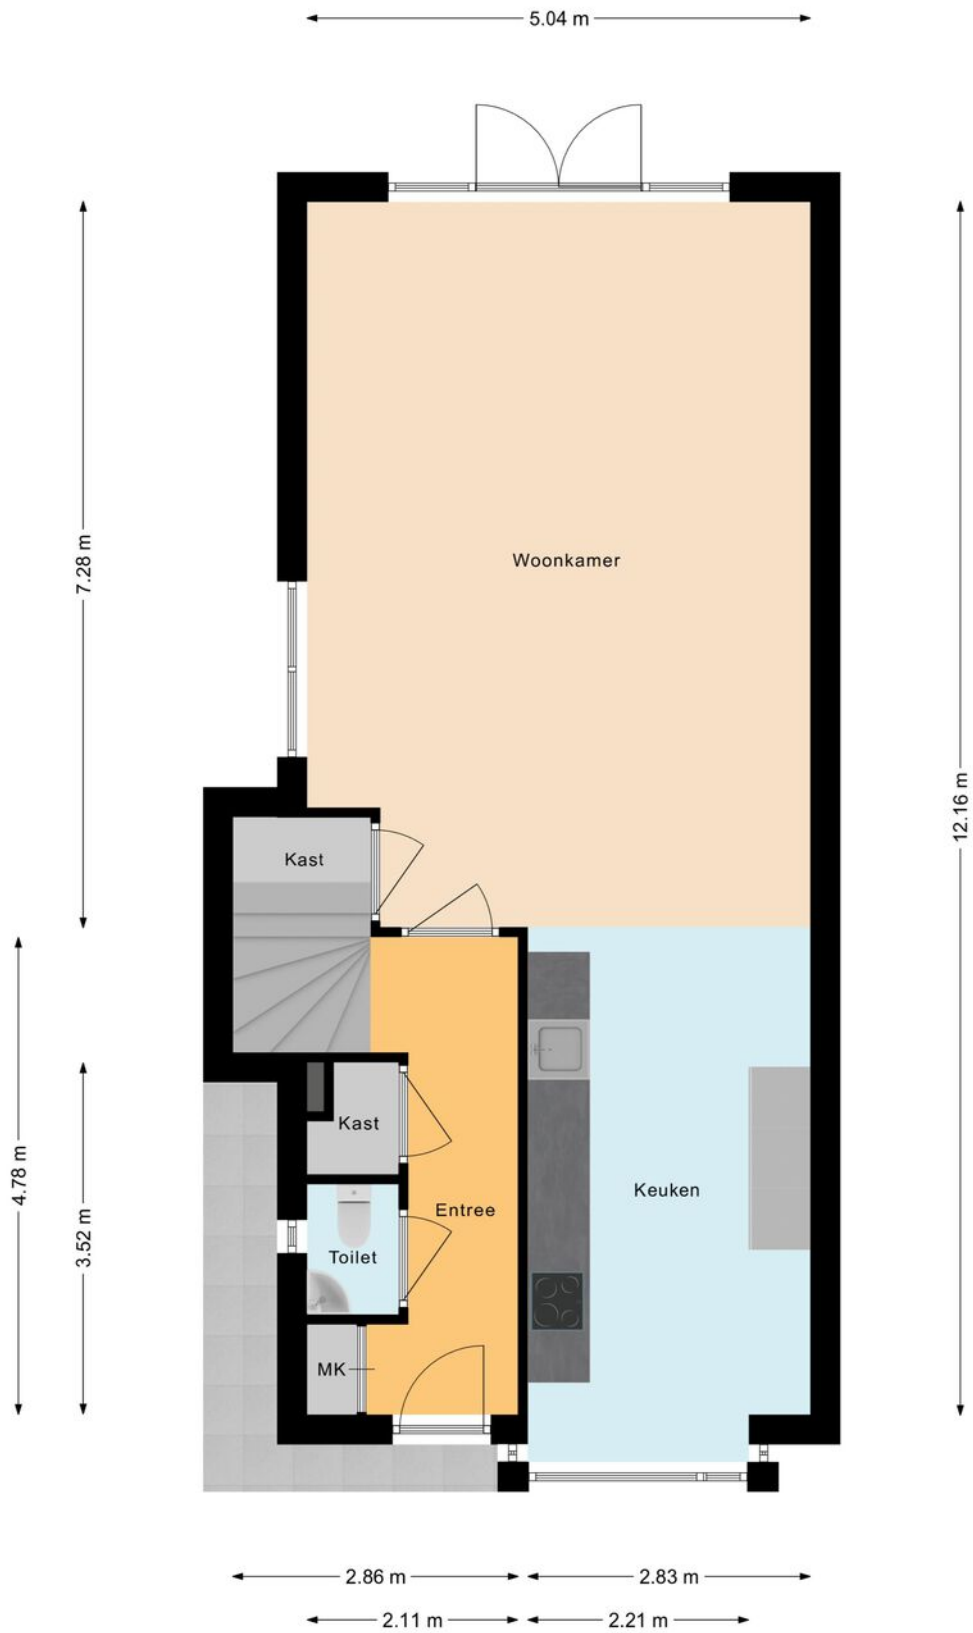 5.04 m
7.28 m
Woonkamer
12.16 m
Kast
Kast
4.78 m
3.52 m
Keuken
Entree
Toilet
MK
2.86 m
2.83 m
2.11 m
2.21 m